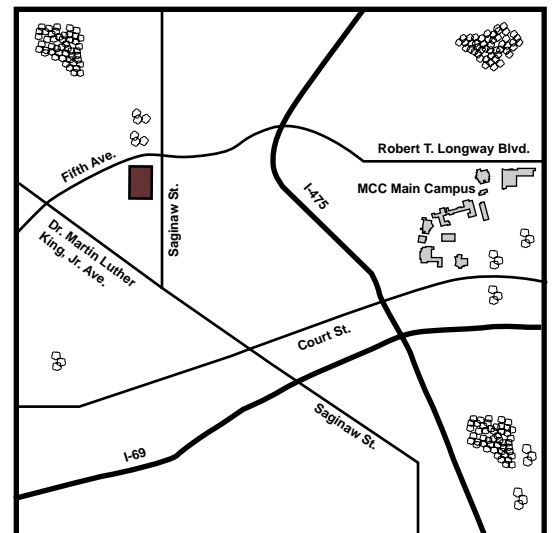 Robert T. Longway Blvd.
Fifth Ave.
MCC Main Campus
Saginaw St.
I-475
Dr. Martin Luther
King, Jr. Ave.
Court St.
Saginaw St.
I-69